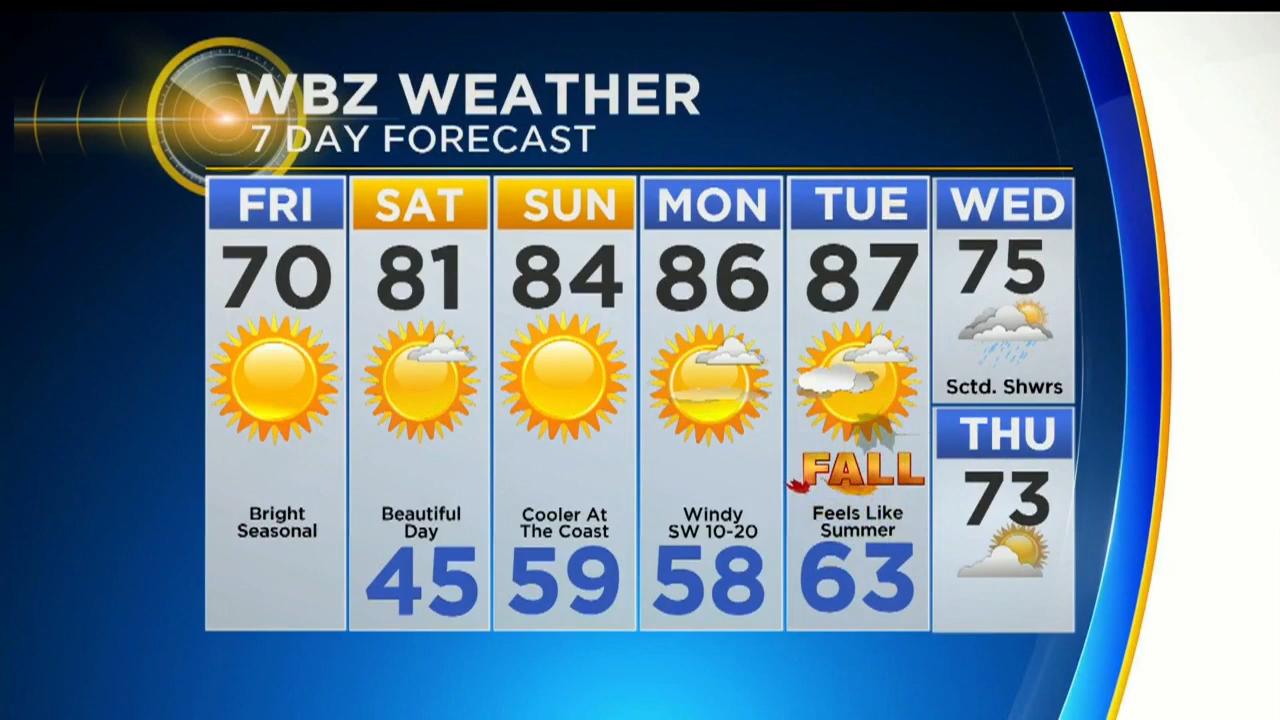 WBZ WEATHER
7 DAY FORECAST
FRI
70
Bright
Seasonal
SAT
81
Beautiful
Day
45
SUN
84
Cooler At
The Coast
59
MON
86
Windy
SW 10-20
58
TUE
87
FALL
Feels Like
Summer
63
WED
75
Sctd. Shwrs
THU
73